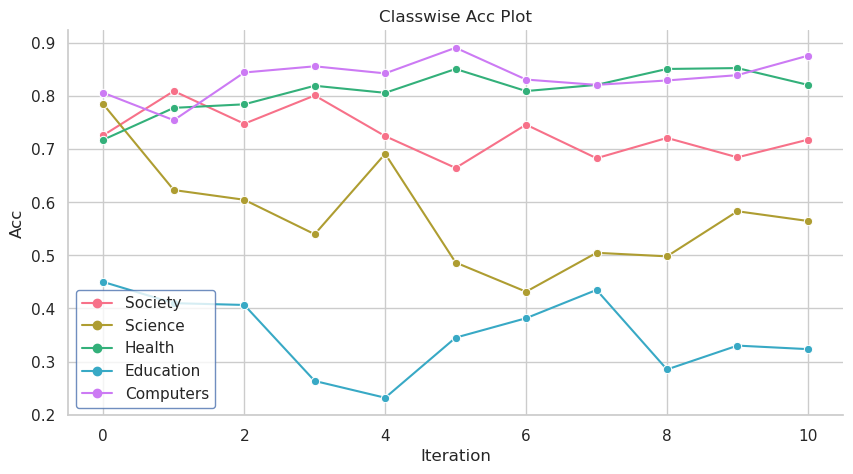 Classwise Acc Plot
Acc
0.9
0.8
0.7
0.6
0.5
0.4
0.3
0.2
Society
Science
Health
Education
Computers
0 2 4 6 8 10
Iteration